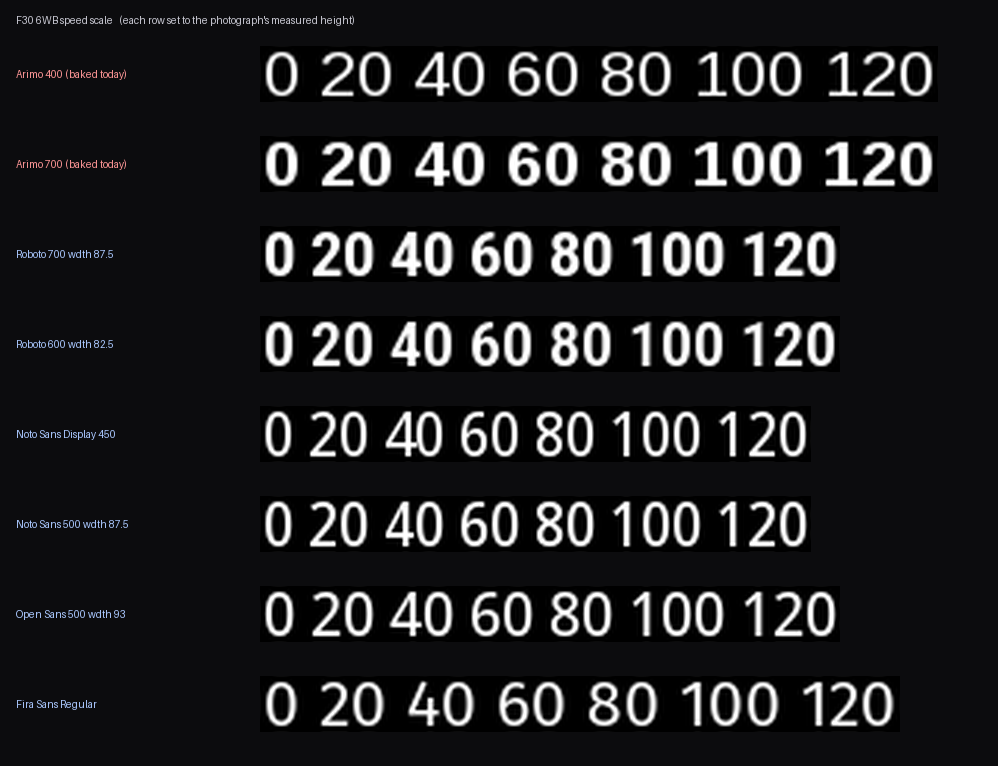 F30 6WB speed scale (each row set to the photograph's measured height)
Arimo 400 (baked today) 0 20 40 60 80 100 120
Arimo 700 (baked today) 0 20 40 60 80 100 120
Roboto 700 wdth 87.5 0 20 40 60 80 100 120
Roboto 600 wdth 82.5 0 20 40 60 80 100 120
Noto Sans Display 450 0 20 40 60 80 100 120
Noto Sans 500 wdth 87.5 0 20 40 60 80 100 120
Open Sans 500 wdth 93 0 20 40 60 80 100 120
Fira Sans Regular 0 20 40 60 80 100 120